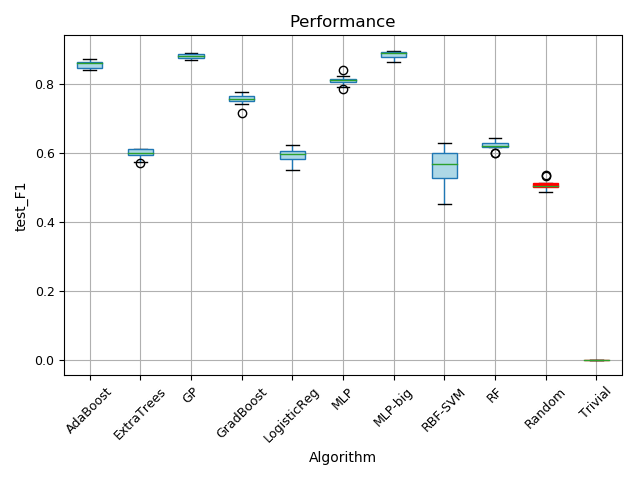 Performance
test_F1
0.8
0.6
0.4
0.2
0.0
AdaBoost
ExtraTrees
GP
GradBoost
LogisticReg
MLP
MLP-big
RBF-SVM
RF
Random
Trivial
Algorithm